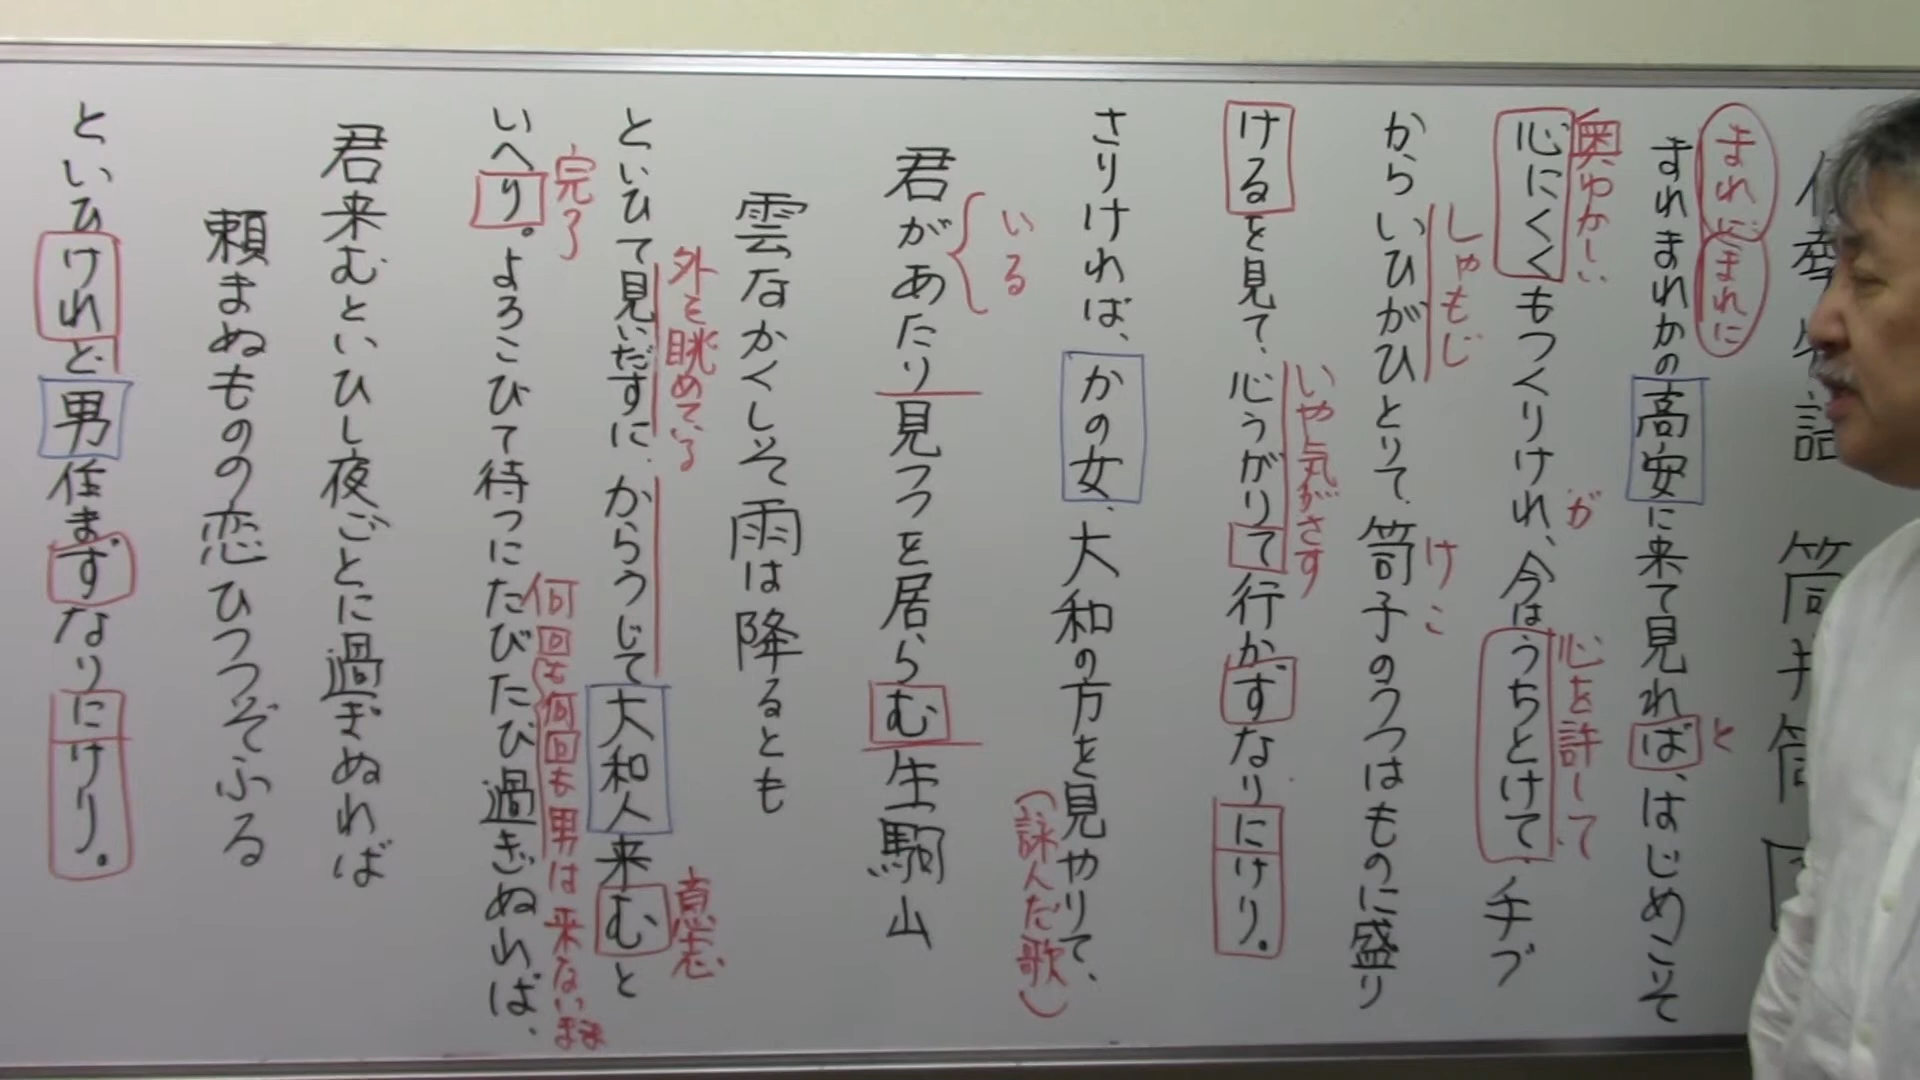 筒井筒
まれに
まれに
まれまれかの高安に来て見れば、はじめこそ
と
奥ゆかしい
心にくくもつくりけれ、今はうちとけて、手づ
が
心を許して
からいひがひとりて、笥子のうつはものに盛り
しゃもじ
けこ
けるを見て、心うがりて行かずなりにけり。
いや気がさす
さりければ、かの女、大和の方を見やりて、
(詠んだ歌)
君があたり見つつを居らむ生駒山
いる
雲なかくしそ雨は降るとも
といひて見いだすに、からうじて大和人来むと
外を眺めている
意志
いへり。よろこびて待つにたびたび過ぎぬれば、
完了
何回も何回も男は来ないまま
君来むといひし夜ごとに過ぎぬれば
頼まぬものの恋ひつつぞふる
といひけれど男住まずなりにけり。